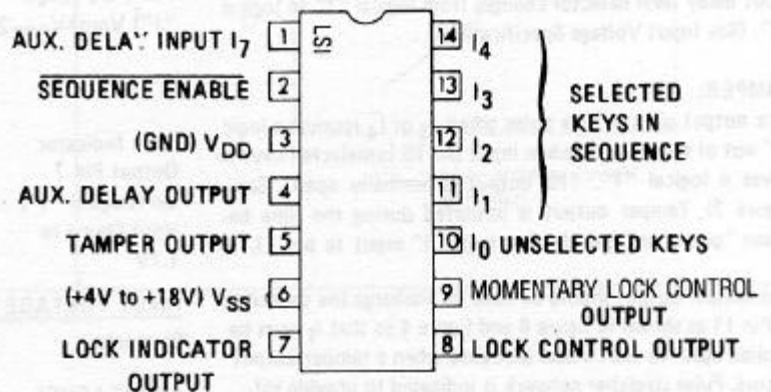 AUX. DELAY INPUT I7 1
SEQUENCE ENABLE 2
(GND) VDD 3
AUX. DELAY OUTPUT 4
TAMPER OUTPUT 5
(+4V to +18V) VSS 6
LOCK INDICATOR 7
OUTPUT
LSI
14 I4
13 I3
12 I2
11 I1
SELECTED
KEYS IN
SEQUENCE
10 I0 UNSELECTED KEYS
9 MOMENTARY LOCK CONTROL
OUTPUT
8 LOCK CONTROL OUTPUT